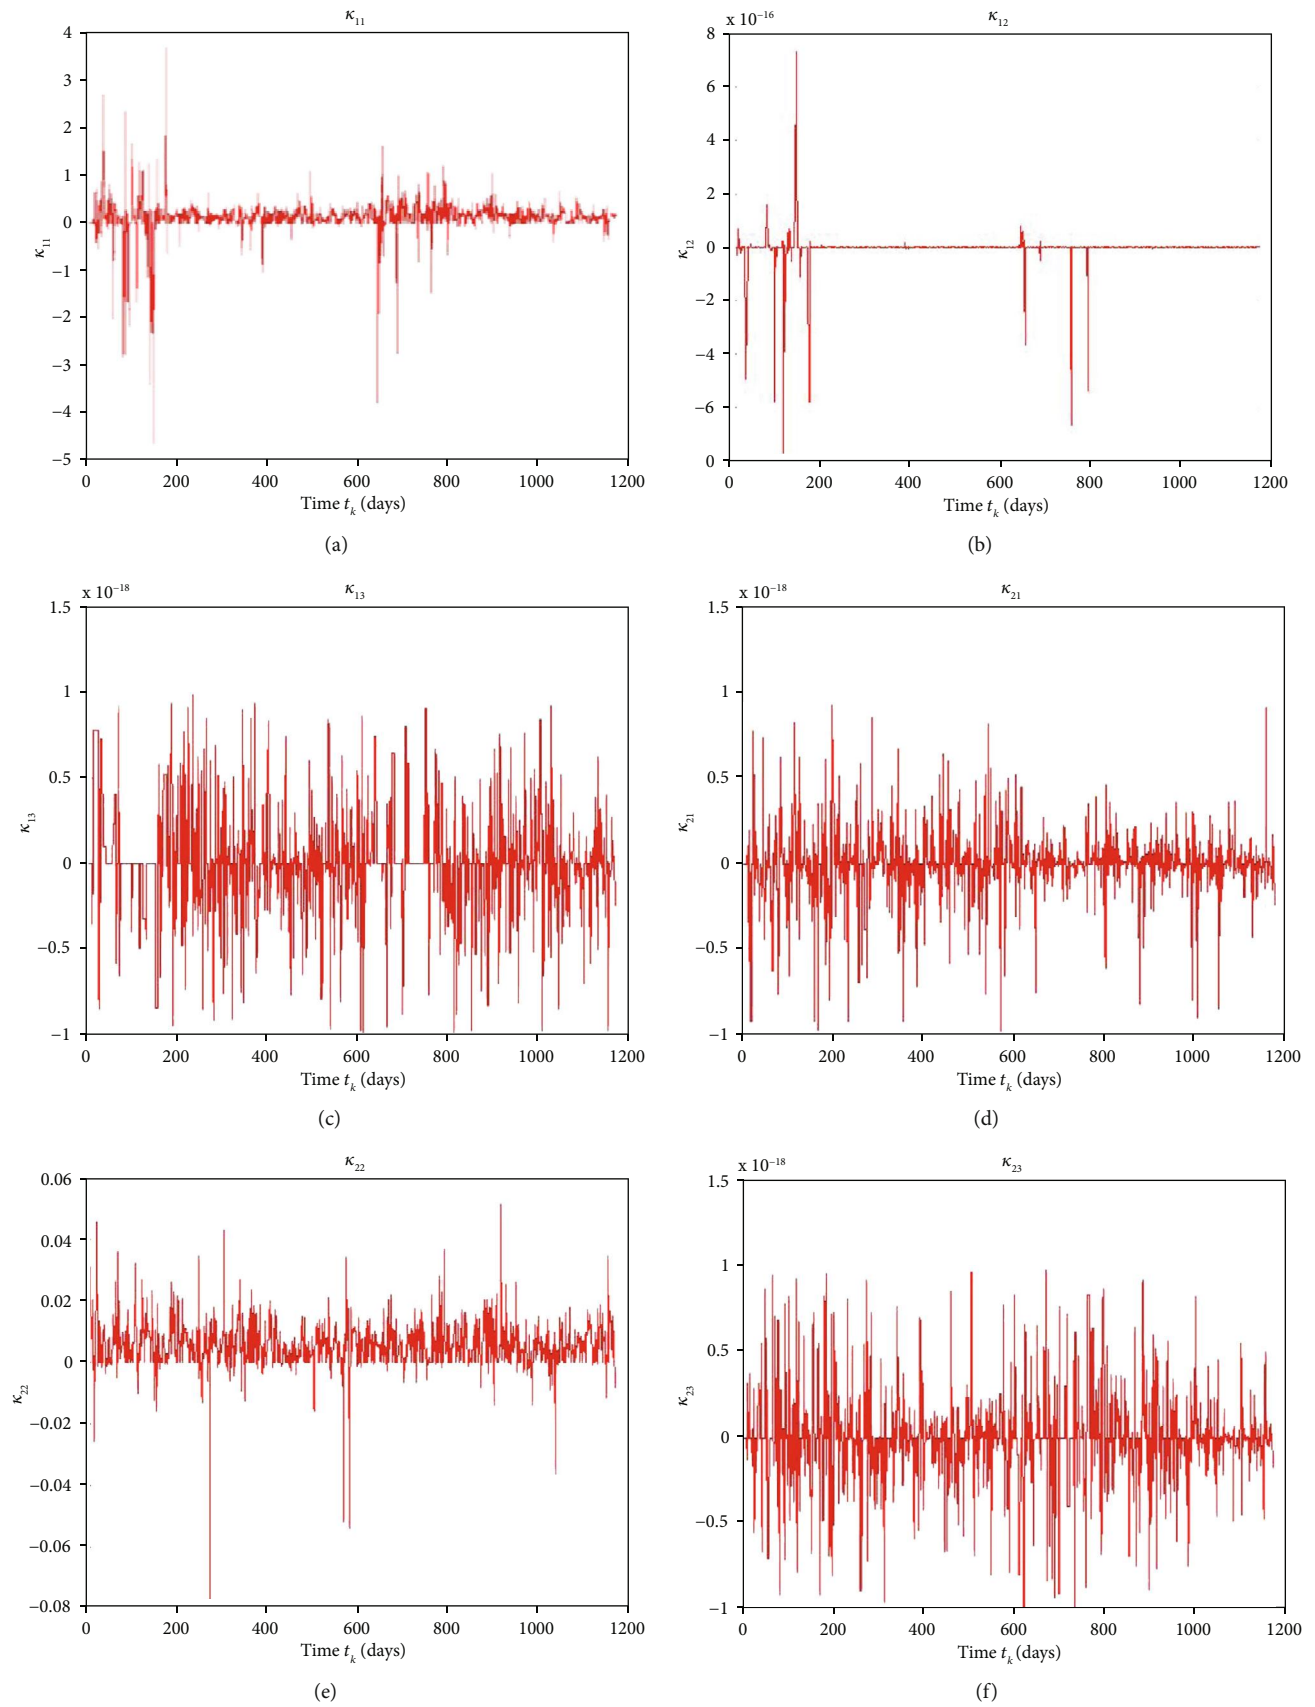 κ₁₁
4
3
2
1
0
−1
−2
−3
−4
−5
κ₁₁
0 200 400 600 800 1000 1200
Time tₖ (days)
(a)
x 10⁻¹⁶
κ₁₂
8
6
4
2
0
−2
−4
−6
0
κ₁₂
0 200 400 600 800 1000 1200
Time tₖ (days)
(b)
x 10⁻¹⁸
κ₁₃
1.5
1
0.5
0
−0.5
−1
κ₁₃
0 200 400 600 800 1000 1200
Time tₖ (days)
(c)
x 10⁻¹⁸
κ₂₁
1.5
1
0.5
0
−0.5
−1
κ₂₁
0 200 400 600 800 1000 1200
Time tₖ (days)
(d)
κ₂₂
0.06
0.04
0.02
0
−0.02
−0.04
−0.06
−0.08
κ₂₂
0 200 400 600 800 1000 1200
Time tₖ (days)
(e)
x 10⁻¹⁸
κ₂₃
1.5
1
0.5
0
−0.5
−1
κ₂₃
0 200 400 600 800 1000 1200
Time tₖ (days)
(f)